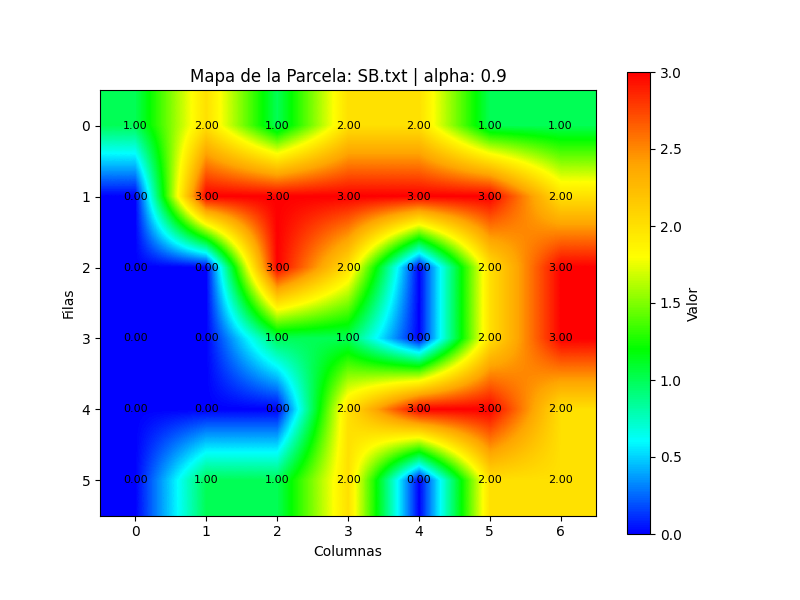 Mapa de la Parcela: SB.txt | alpha: 0.9
3.0
0 1.00 2.00 1.00 2.00 2.00 1.00 1.00
2.5
1 0.00 3.00 3.00 3.00 3.00 3.00 2.00
2.0
2 0.00 0.00 3.00 2.00 0.00 2.00 3.00
Filas
Valor
1.5
3 0.00 0.00 1.00 1.00 0.00 2.00 3.00
1.0
4 0.00 0.00 0.00 2.00 3.00 3.00 2.00
0.5
5 0.00 1.00 1.00 2.00 0.00 2.00 2.00
0.0
0 1 2 3 4 5 6
Columnas